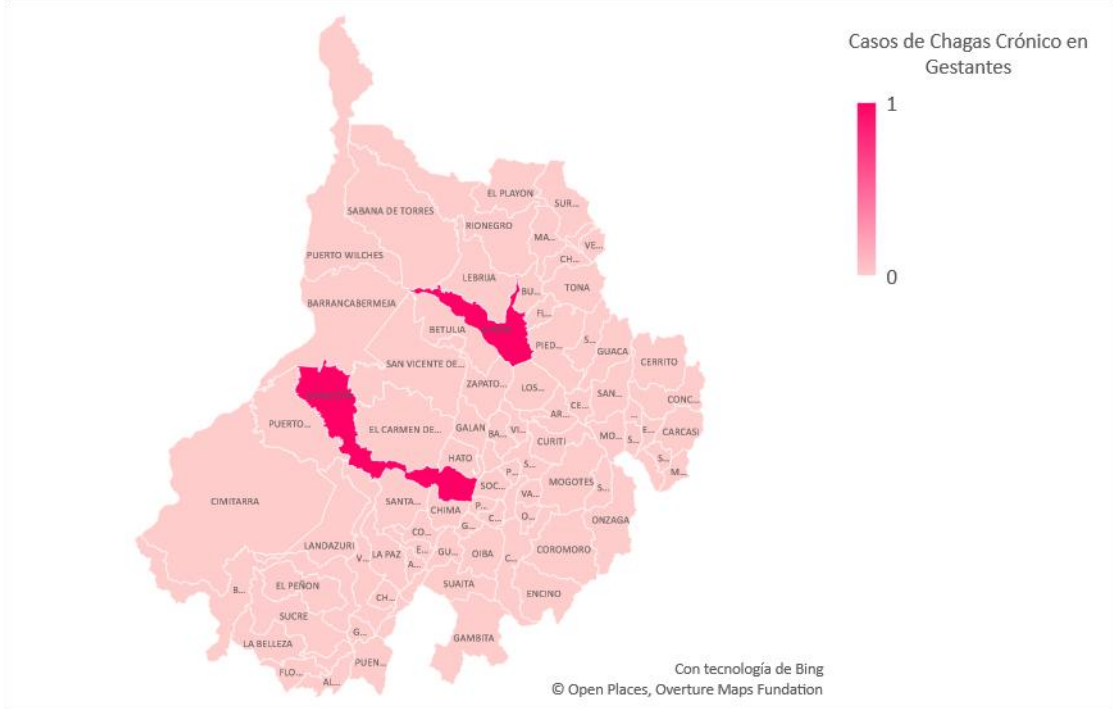 Casos de Chagas Crónico en
Gestantes
1
0
EL PLAYON
SUR...
SABANA DE TORRES
RIONEGRO
MA...
VE...
PUERTO WILCHES
CH...
LEBRIJA
TONA
BU...
BARRANCABERMEJA
FL...
BETULIA
PIED...
S...
GUACA
CERRITO
SAN VICENTE DE...
ZAPATO...
LOS...
SAN...
CONC...
CE...
AR...
PUERTO...
EL CARMEN DE...
GALAN
BA...
VI...
...
E...
CARCASI
CURITI
MO...
S...
HATO
S...
S...
P...
M...
SOC...
MOGOTES
S...
CIMITARRA
SANTA...
VA...
CHIMA
P...
C...
O...
ONZAGA
G...
CO...
LANDAZURI
V...
LA PAZ
E...
GU...
OIBA
C...
COROMORO
A...
B...
EL PEÑON
SUAITA
CH...
ENCINO
SUCRE
G...
LA BELLEZA
GAMBITA
PUEN...
FLO...
AL...
Con tecnología de Bing
© Open Places, Overture Maps Foundation